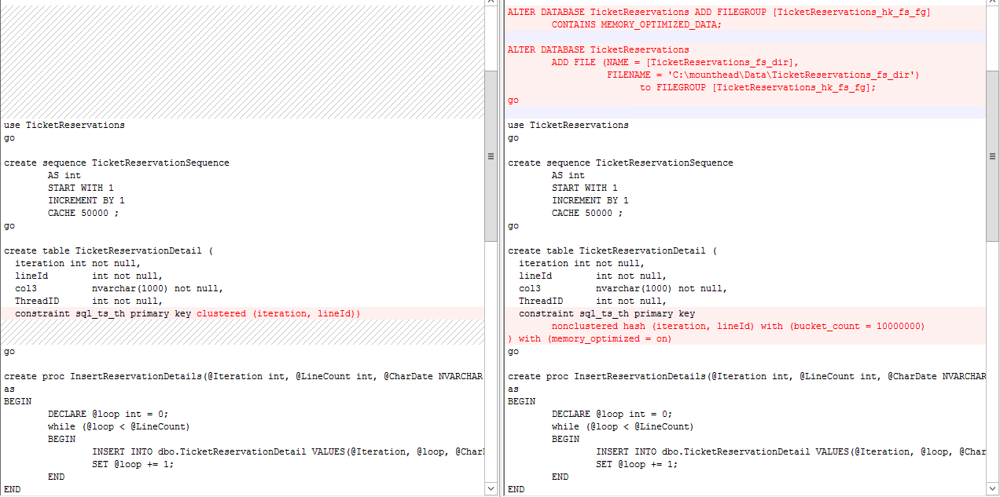 use TicketReservations
go
create sequence TicketReservationSequence
AS int
START WITH 1
INCREMENT BY 1
CACHE 50000 ;
go
create table TicketReservationDetail (
iteration int not null,
lineId int not null,
col3 nvarchar(1000) not null,
ThreadID int not null,
constraint sql_ts_th primary key clustered (iteration, lineId))
go
create proc InsertReservationDetails(@Iteration int, @LineCount int, @CharDate NVARCHAR
as
BEGIN
DECLARE @loop int = 0;
while (@loop < @LineCount)
BEGIN
INSERT INTO dbo.TicketReservationDetail VALUES(@Iteration, @loop, @Char
SET @loop += 1;
END
END
ALTER DATABASE TicketReservations ADD FILEGROUP [TicketReservations_hk_fs_fg]
CONTAINS MEMORY_OPTIMIZED_DATA;
ALTER DATABASE TicketReservations
ADD FILE (NAME = [TicketReservations_fs_dir],
FILENAME = 'C:\mounthead\Data\TicketReservations_fs_dir')
to FILEGROUP [TicketReservations_hk_fs_fg];
go
use TicketReservations
go
create sequence TicketReservationSequence
AS int
START WITH 1
INCREMENT BY 1
CACHE 50000 ;
go
create table TicketReservationDetail (
iteration int not null,
lineId int not null,
col3 nvarchar(1000) not null,
ThreadID int not null,
constraint sql_ts_th primary key
nonclustered hash (iteration, lineId) with (bucket_count = 10000000)
) with (memory_optimized = on)
go
create proc InsertReservationDetails(@Iteration int, @LineCount int, @CharDate NVARCHAR
as
BEGIN
DECLARE @loop int = 0;
while (@loop < @LineCount)
BEGIN
INSERT INTO dbo.TicketReservationDetail VALUES(@Iteration, @loop, @Char
SET @loop += 1;
END
END